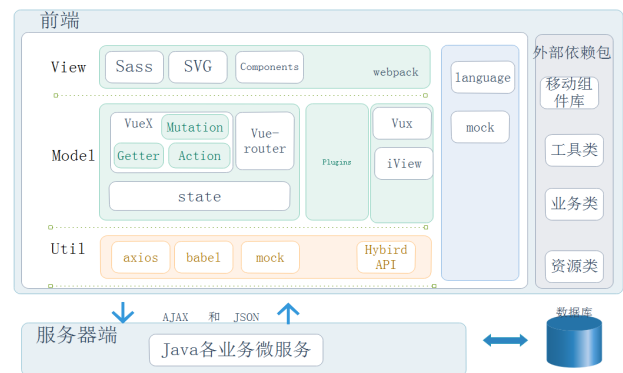 前端
View
Sass
SVG
Components
webpack
language
mock
外部依赖包
移动组
件库
工具类
业务类
资源类
Model
VueX
Mutation
Getter
Action
Vue-
router
state
Plugins
Vux
iView
Util
axios
babel
mock
Hybird
API
AJAX 和 JSON
服务器端
Java各业务微服务
数据库